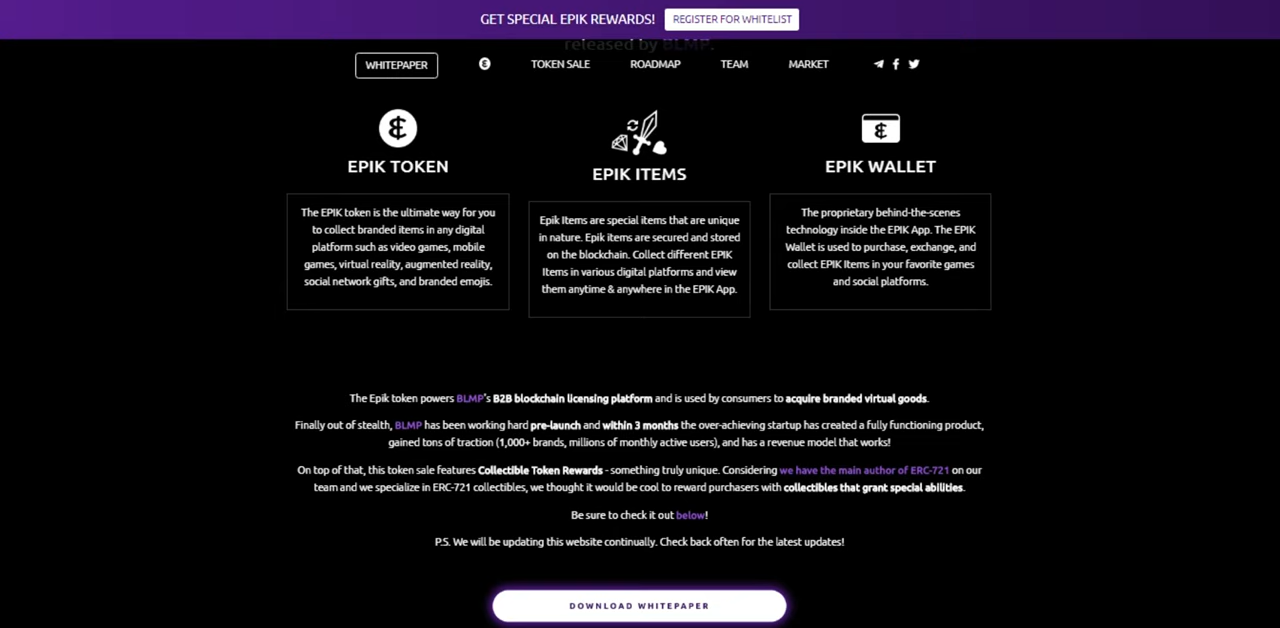 GET SPECIAL EPIK REWARDS! REGISTER FOR WHITELIST
released by BLMP.
WHITEPAPER TOKEN SALE ROADMAP TEAM MARKET
EPIK TOKEN
The EPIK token is the ultimate way for you
to collect branded items in any digital
platform such as video games, mobile
games, virtual reality, augmented reality,
social network gifts, and branded emojis.
EPIK ITEMS
Epik Items are special items that are unique
in nature. Epik items are secured and stored
on the blockchain. Collect different EPIK
Items in various digital platforms and view
them anytime & anywhere in the EPIK App.
EPIK WALLET
The proprietary behind-the-scenes
technology inside the EPIK App. The EPIK
Wallet is used to purchase, exchange, and
collect EPIK Items in your favorite games
and social platforms.
The Epik token powers BLMP's B2B blockchain licensing platform and is used by consumers to acquire branded virtual goods.
Finally out of stealth, BLMP has been working hard pre-launch and within 3 months the over-achieving startup has created a fully functioning product,
gained tons of traction (1,000+ brands, millions of monthly active users), and has a revenue model that works!
On top of that, this token sale features Collectible Token Rewards - something truly unique. Considering we have the main author of ERC-721 on our
team and we specialize in ERC-721 collectibles, we thought it would be cool to reward purchasers with collectibles that grant special abilities.
Be sure to check it out below!
P.S. We will be updating this website continually. Check back often for the latest updates!
DOWNLOAD WHITEPAPER